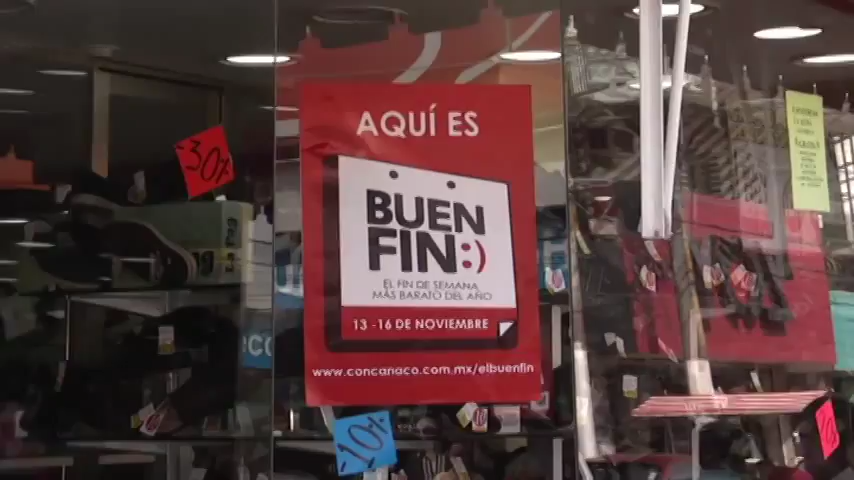 AQUÍ ES
BUEN
FIN:)
EL FIN DE SEMANA
MÁS BARATO DEL AÑO
13 - 16 DE NOVIEMBRE
www.concanaco.com.mx/elbuenfin
-30%
-10%